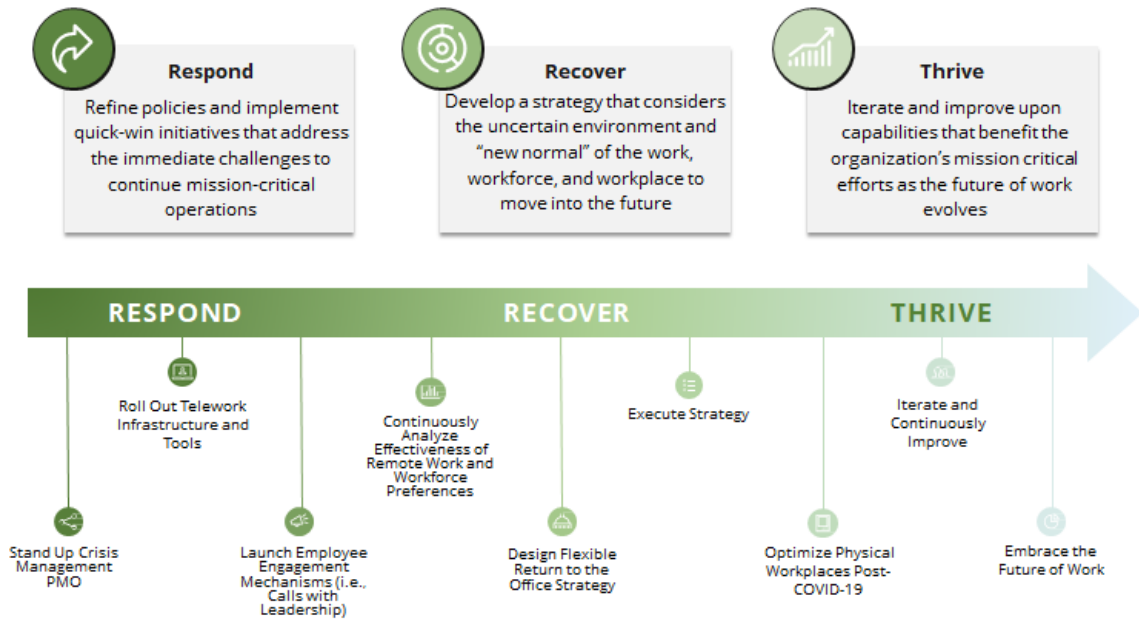 Respond
Refine policies and implement
quick-win initiatives that address
the immediate challenges to
continue mission-critical
operations
Recover
Develop a strategy that considers
the uncertain environment and
“new normal” of the work,
workforce, and workplace to
move into the future
Thrive
Iterate and improve upon
capabilities that benefit the
organization’s mission critical
efforts as the future of work
evolves
RESPOND
RECOVER
THRIVE
Stand Up Crisis
Management
PMO
Roll Out Telework
Infrastructure and
Tools
Launch Employee
Engagement
Mechanisms (i.e.,
Calls with
Leadership)
Continuously
Analyze
Effectiveness of
Remote Work and
Workforce
Preferences
Design Flexible
Return to the
Office Strategy
Execute Strategy
Optimize Physical
Workplaces Post-
COVID-19
Iterate and
Continuously
Improve
Embrace the
Future of Work